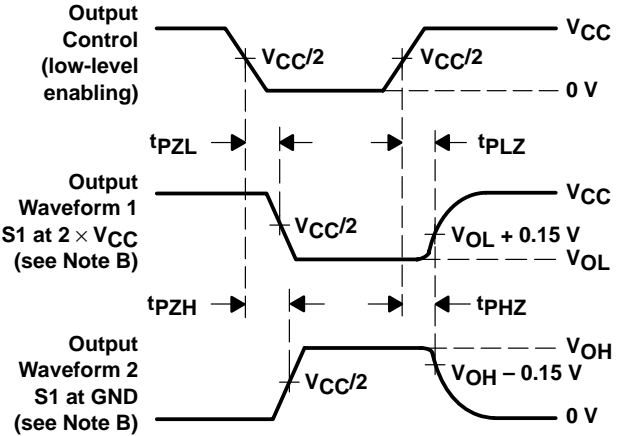 Output
Control
(low-level
enabling)
VCC/2
VCC/2
VCC
0 V
tPZL
tPLZ
Output
Waveform 1
S1 at 2 × VCC
(see Note B)
VCC/2
VCC
VOL + 0.15 V
VOL
tPZH
tPHZ
Output
Waveform 2
S1 at GND
(see Note B)
VCC/2
VOH
VOH – 0.15 V
0 V